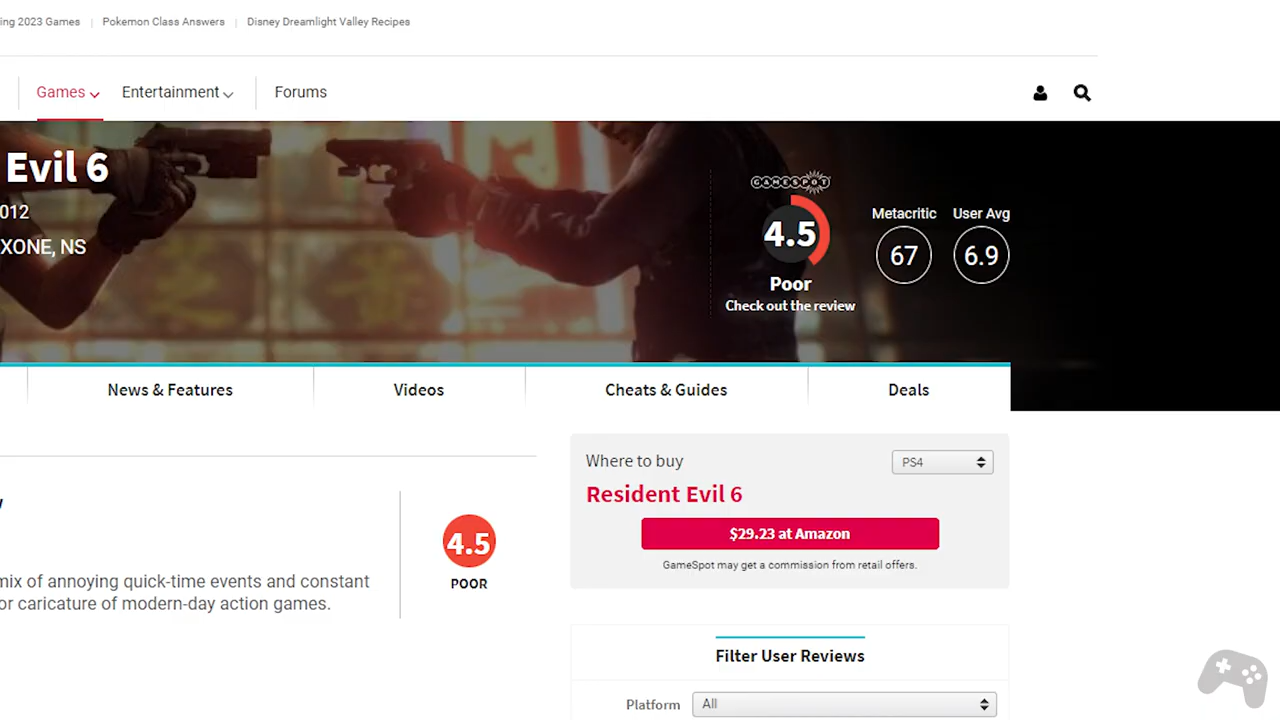 ing 2023 Games | Pokemon Class Answers | Disney Dreamlight Valley Recipes
Games Entertainment Forums
Evil 6
012
XONE, NS
GAMESPOT
4.5
Poor
Check out the review
Metacritic
67
User Avg
6.9
News & Features
Videos
Cheats & Guides
Deals
4.5
POOR
mix of annoying quick-time events and constant
or caricature of modern-day action games.
Where to buy
PS4
Resident Evil 6
$29.23 at Amazon
GameSpot may get a commission from retail offers.
Filter User Reviews
Platform
All